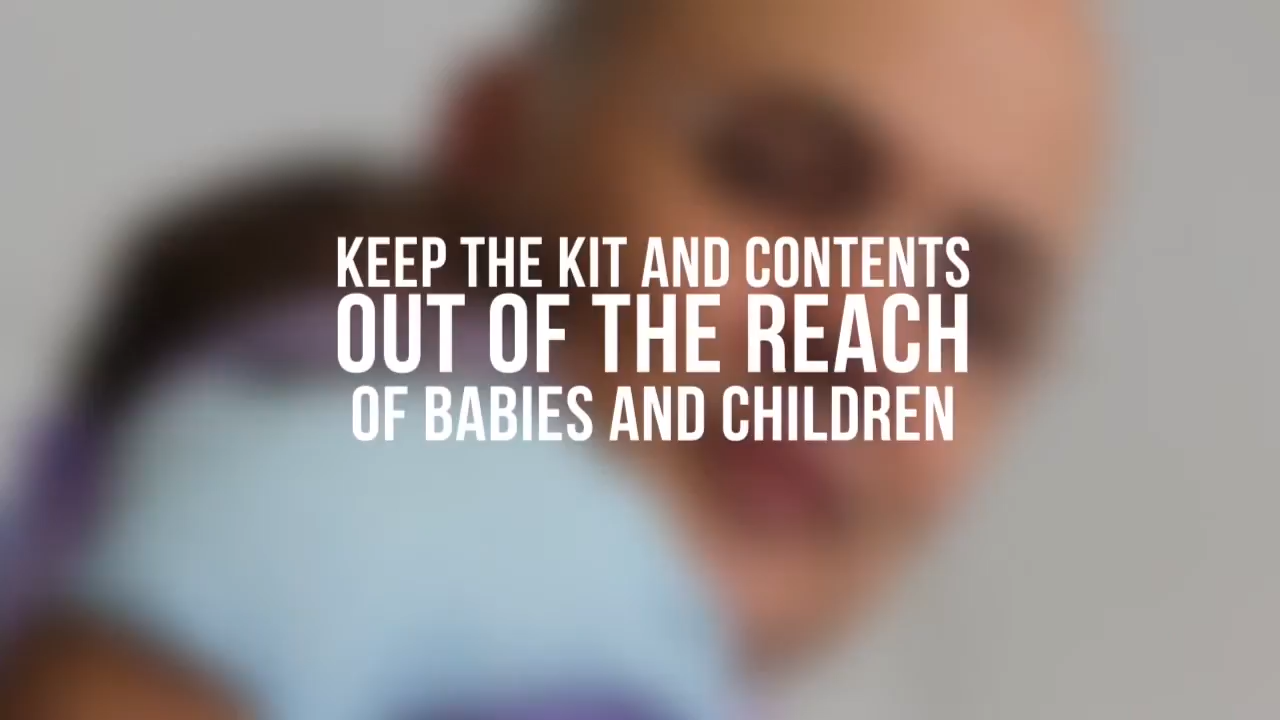 KEEP THE KIT AND CONTENTS
OUT OF THE REACH
OF BABIES AND CHILDREN